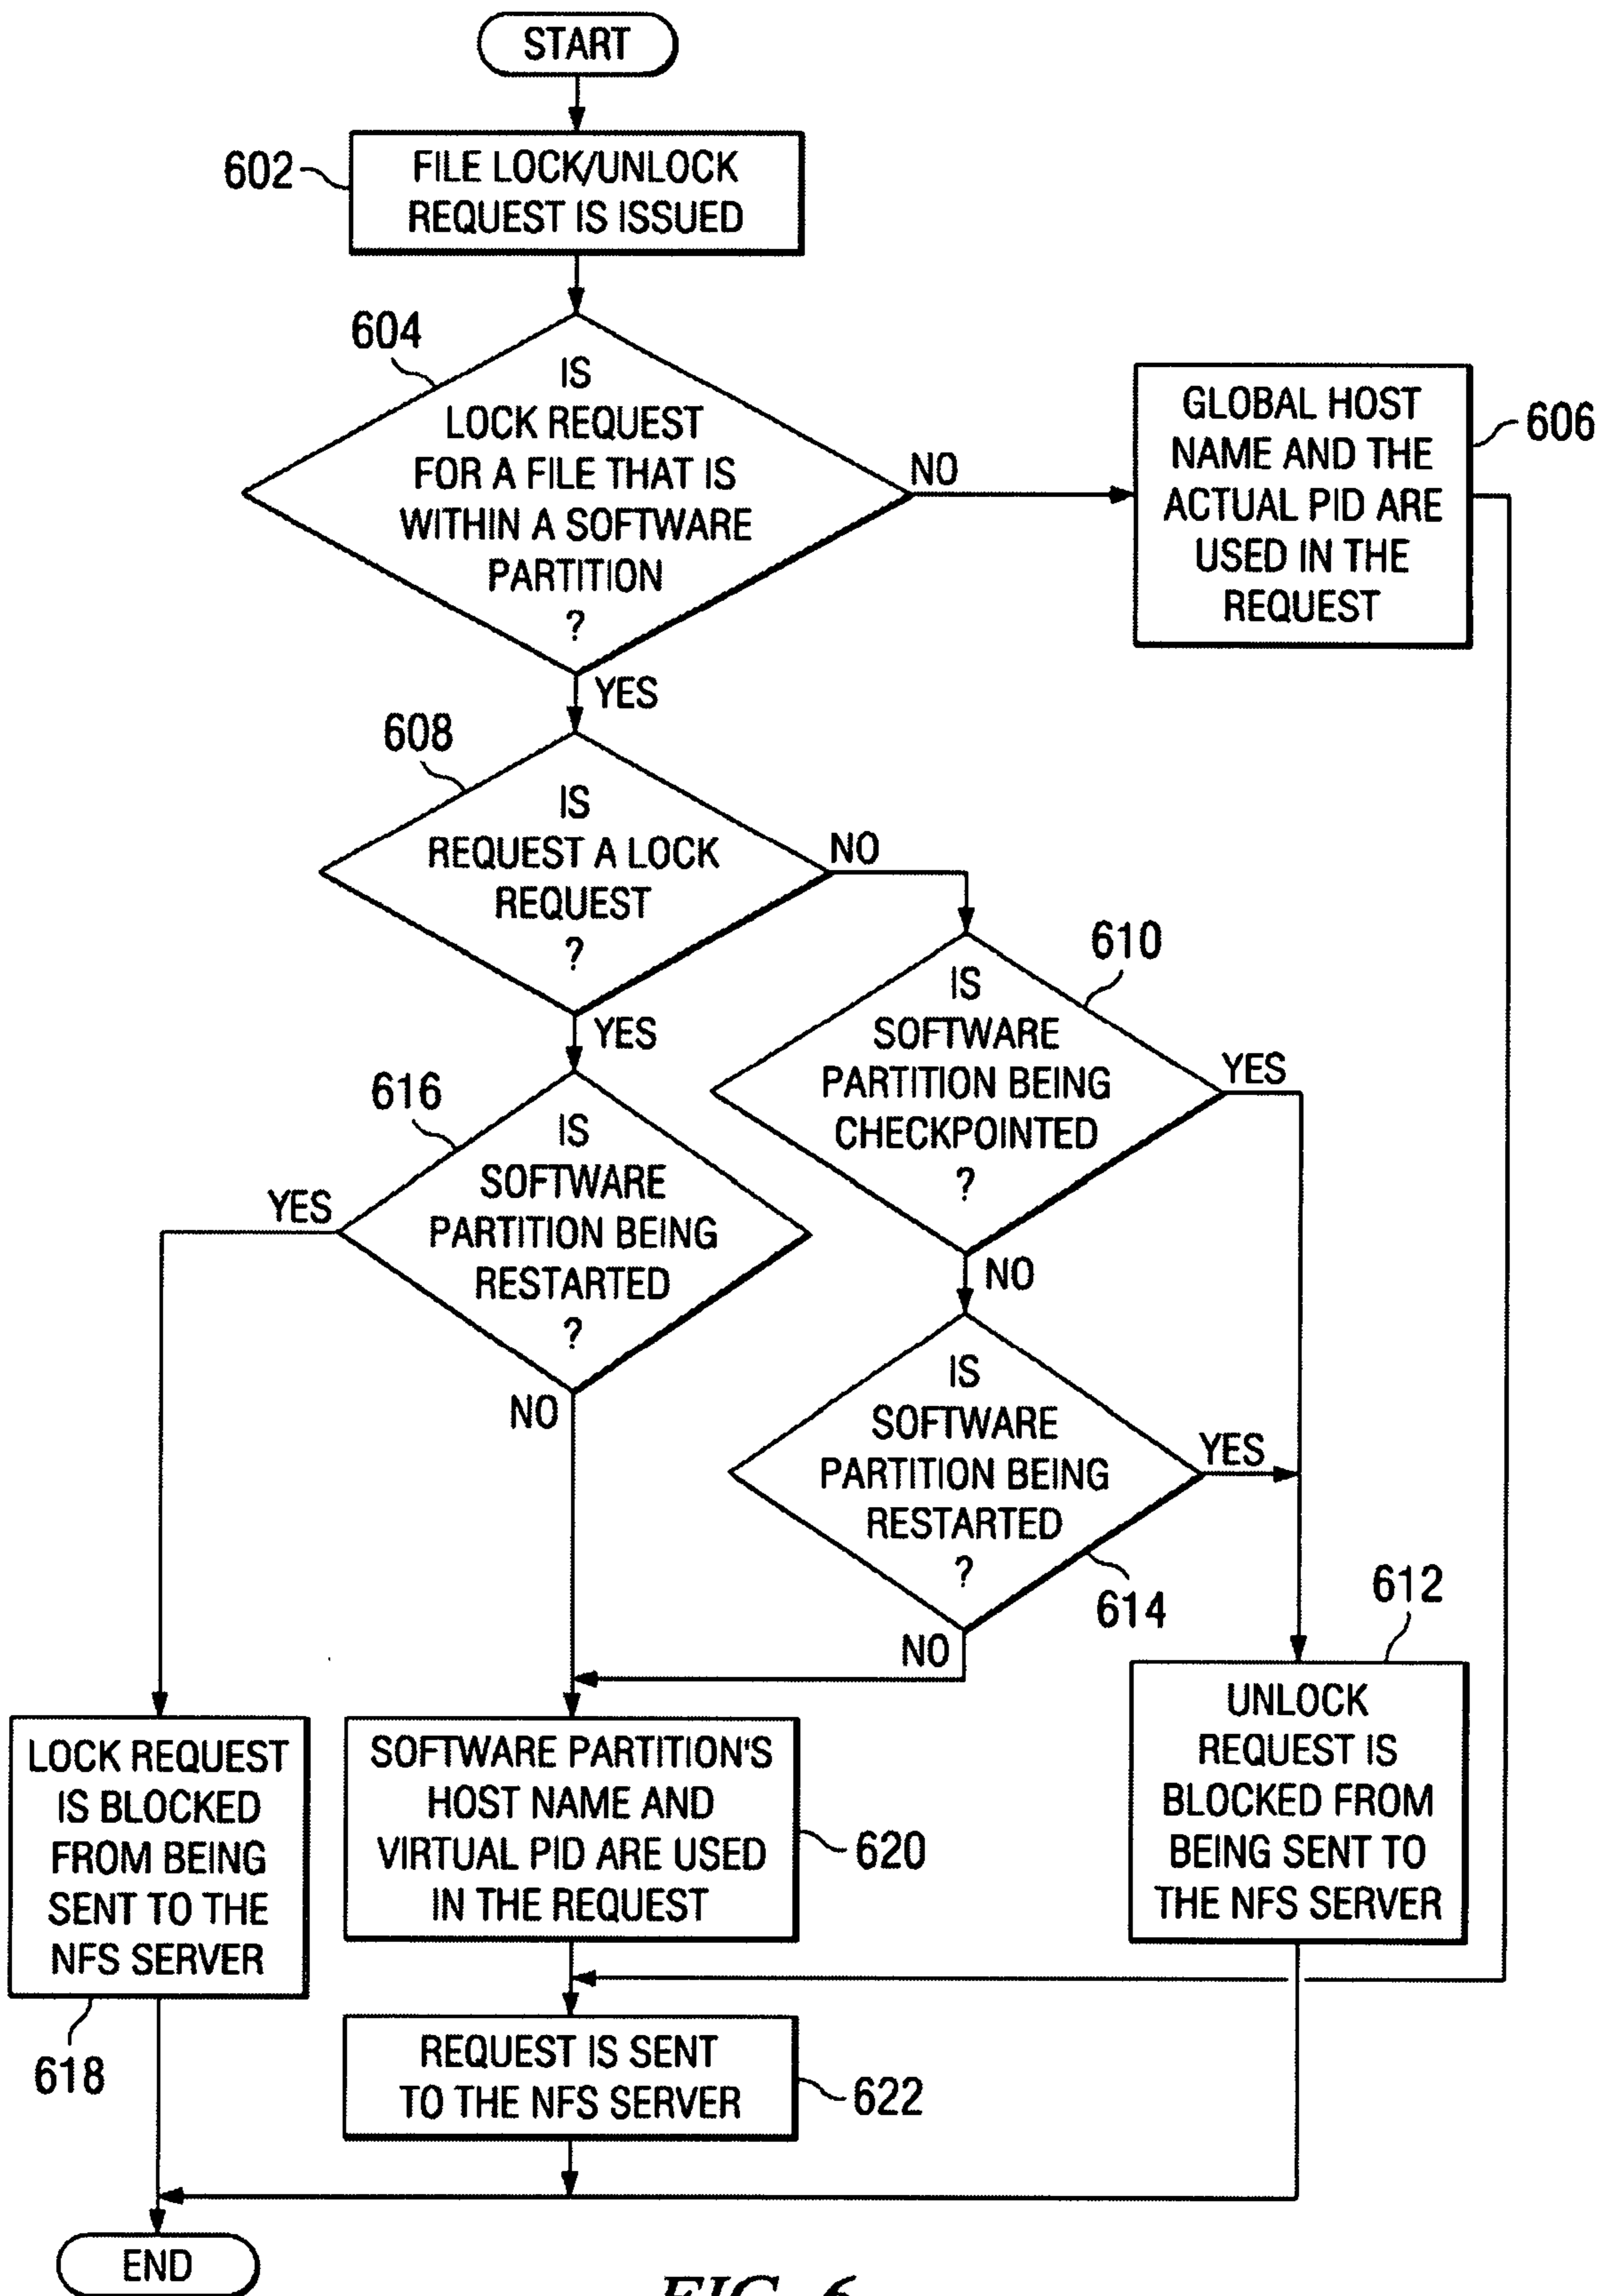 START
602
FILE LOCK/UNLOCK
REQUEST IS ISSUED
604
IS
LOCK REQUEST
FOR A FILE THAT IS
WITHIN A SOFTWARE
PARTITION
?
NO
GLOBAL HOST
NAME AND THE
ACTUAL PID ARE
USED IN THE
REQUEST
606
YES
608
IS
REQUEST A LOCK
REQUEST
?
NO
YES
610
IS
SOFTWARE
PARTITION BEING
CHECKPOINTED
?
YES
NO
616
IS
SOFTWARE
PARTITION BEING
RESTARTED
?
YES
NO
IS
SOFTWARE
PARTITION BEING
RESTARTED
?
YES
614
NO
612
UNLOCK
REQUEST IS
BLOCKED FROM
BEING SENT TO
THE NFS SERVER
LOCK REQUEST
IS BLOCKED
FROM BEING
SENT TO THE
NFS SERVER
618
SOFTWARE PARTITION'S
HOST NAME AND
VIRTUAL PID ARE USED
IN THE REQUEST
620
REQUEST IS SENT
TO THE NFS SERVER
622
END
FIG. 6